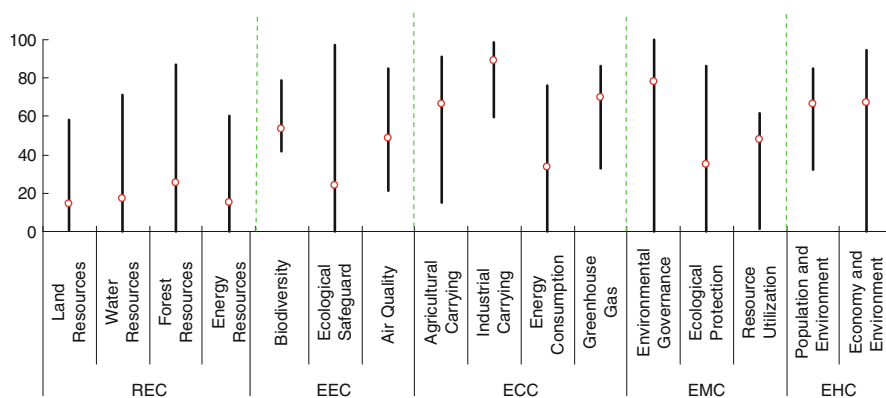 100
80
60
40
20
0
Land
Resources
Water
Resources
Forest
Resources
Energy
Resources
Biodiversity
Ecological
Safeguard
Air Quality
Agricultural
Carrying
Industrial
Carrying
Energy
Consumption
Greenhouse
Gas
Environmental
Governance
Ecological
Protection
Resource
Utilization
Population and
Environment
Economy and
Environment
REC
EEC
ECC
EMC
EHC